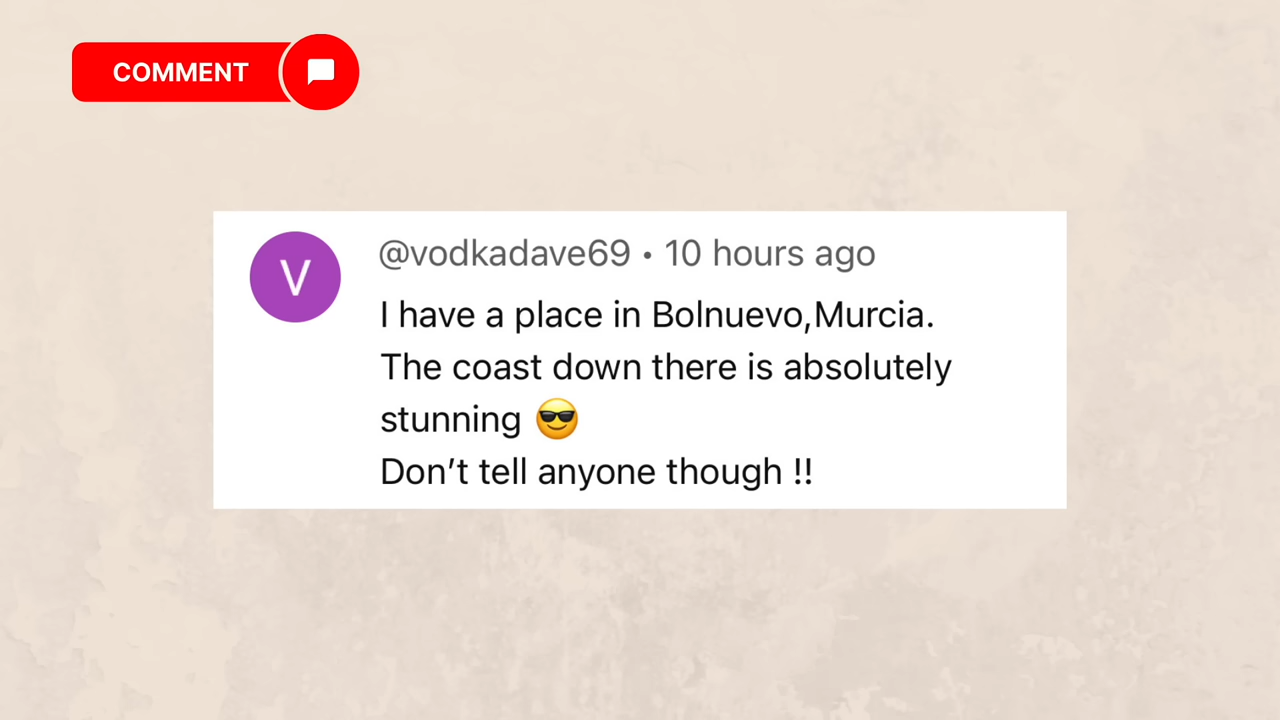 COMMENT
V
@vodkadave69 • 10 hours ago
I have a place in Bolnuevo,Murcia.
The coast down there is absolutely
stunning 😎
Don’t tell anyone though !!